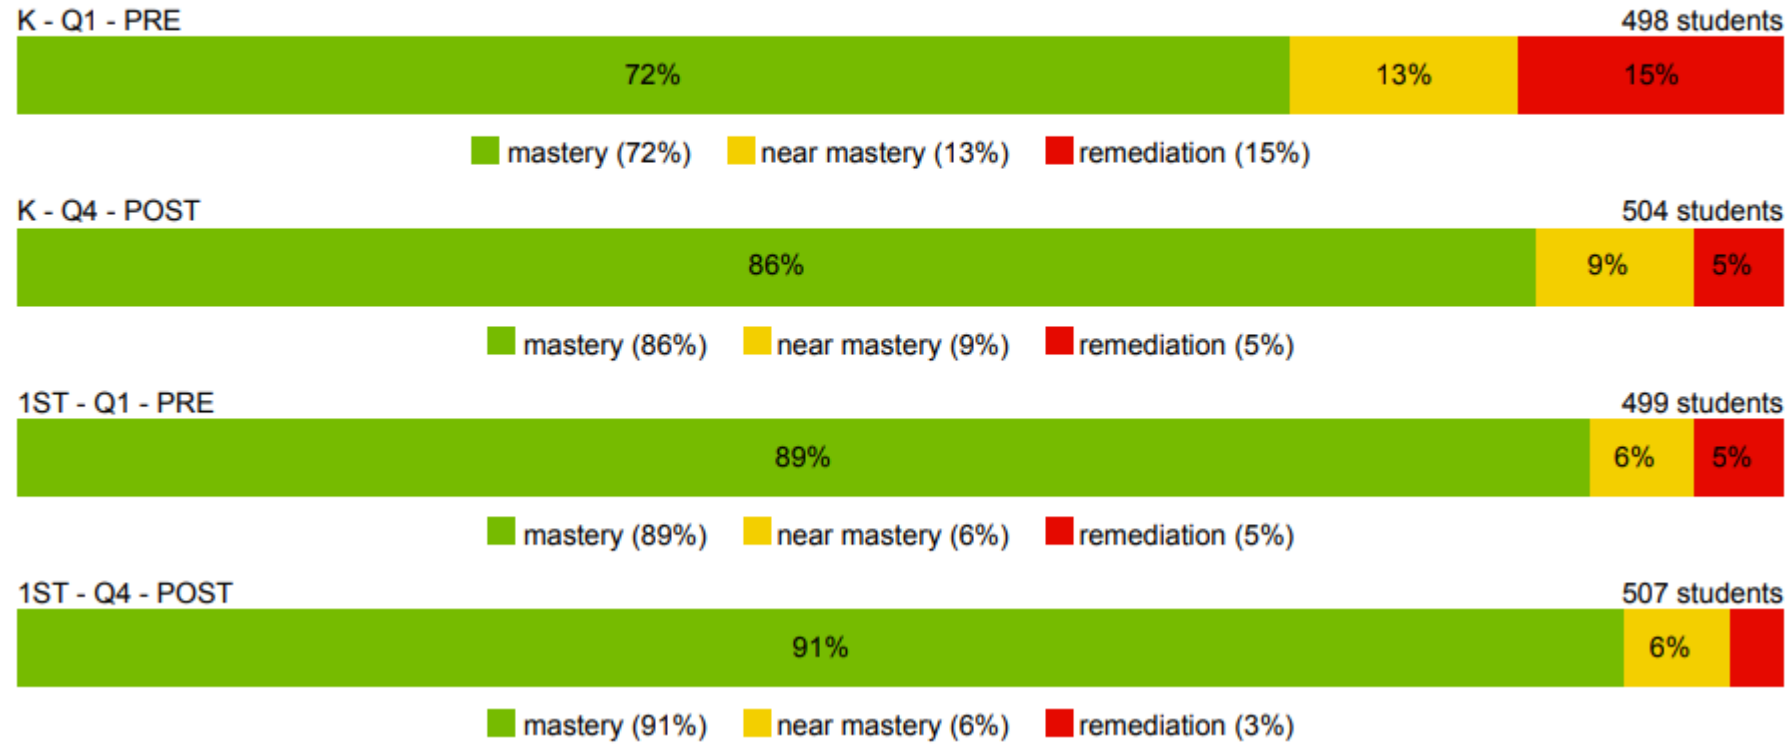 K - Q1 - PRE 498 students
72% 13% 15%
mastery (72%) near mastery (13%) remediation (15%)
K - Q4 - POST 504 students
86% 9% 5%
mastery (86%) near mastery (9%) remediation (5%)
1ST - Q1 - PRE 499 students
89% 6% 5%
mastery (89%) near mastery (6%) remediation (5%)
1ST - Q4 - POST 507 students
91% 6%
mastery (91%) near mastery (6%) remediation (3%)